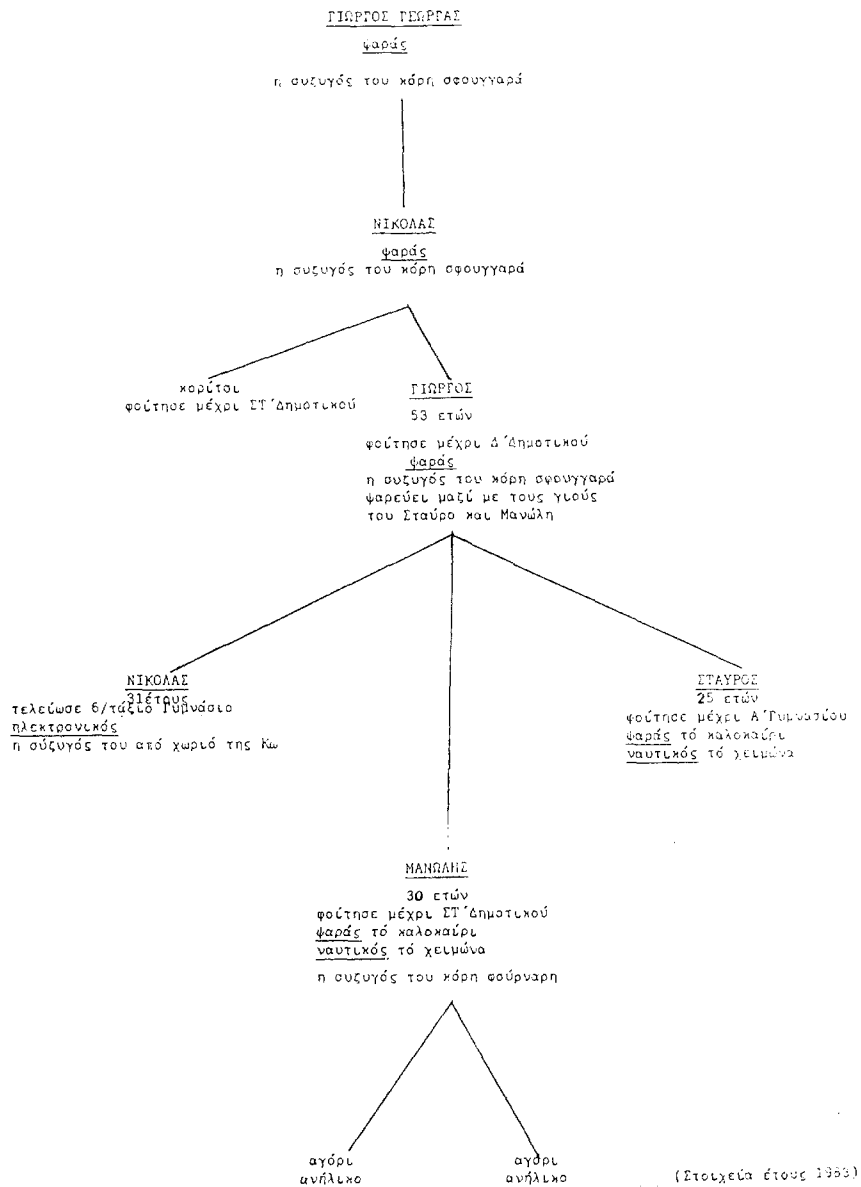 ΓΙΩΡΓΟΣ ΓΕΩΡΓΑΣ
ψαράς
η συζυγός του κόρη σφουγγαρά
ΝΙΚΟΛΑΣ
ψαράς
η συζυγός του κόρη σφουγγαρά
κορίτσι
φοίτησε μέχρι ΣΤ΄Δημοτικού
ΓΙΩΡΓΟΣ
53 ετών
φοίτησε μέχρι Δ΄Δημοτικού
ψαράς
η συζυγός του κόρη σφουγγαρά
ψαρεύει μαζί με τους γιούς
του Σταύρο και Μανώλη
ΝΙΚΟΛΑΣ
31έτους
τελείωσε 6/τάξιο Γυμνάσιο
ηλεκτρονικός
η σύζυγός του από χωριό της Κω
ΣΤΑΥΡΟΣ
25 ετών
φοίτησε μέχρι Α΄Γυμνασίου
ψαράς τό καλοκαίρι
ναυτικός τό χειμώνα
ΜΑΝΩΛΗΣ
30 ετών
φοίτησε μέχρι ΣΤ΄Δημοτικού
ψαράς τό καλοκαίρι
ναυτικός τό χειμώνα
η συζυγός του κόρη φούρναρη
αγόρι
ανήλικο
αγόρι
ανήλικο
(Στοιχεία έτους 1983)